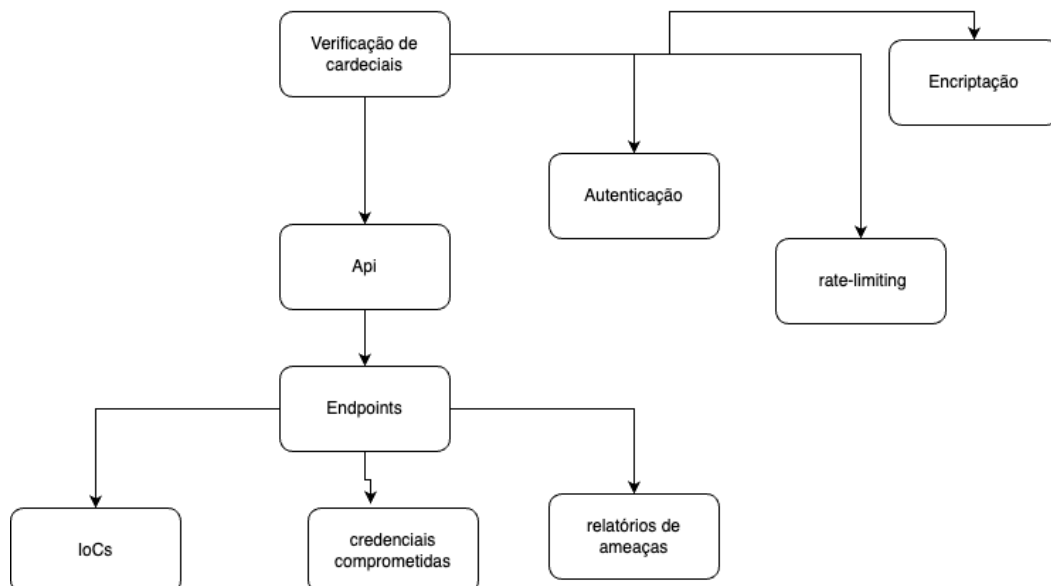 Verificação de
cardeciais
Encriptação
Autenticação
Api
rate-limiting
Endpoints
IoCs
credenciais
comprometidas
relatórios de
ameaças